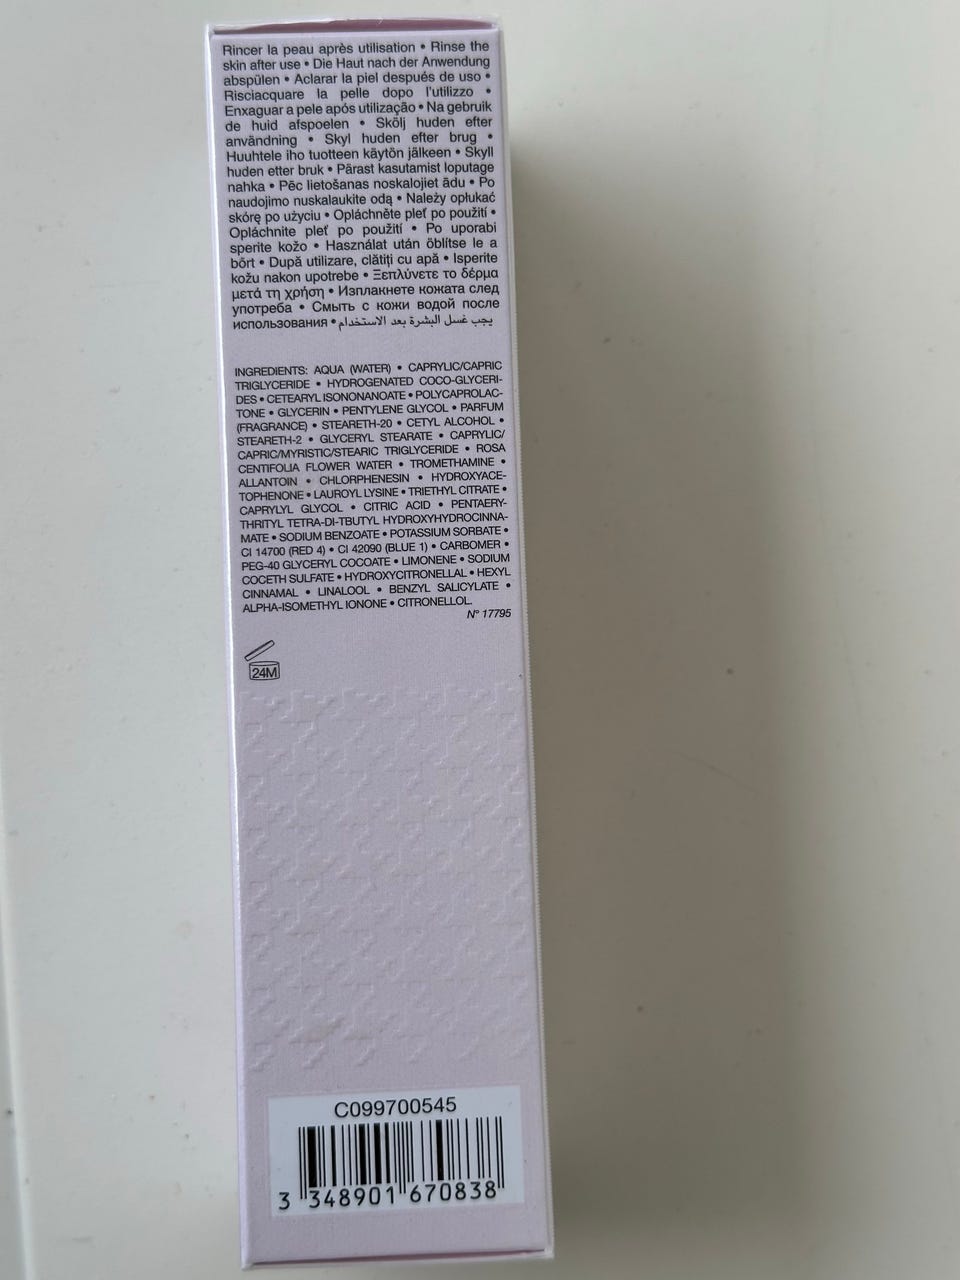 Rincer la peau après utilisation • Rinse the
skin after use • Die Haut nach der Anwendung
abspülen • Aclarar la piel después de uso •
Risciacquare la pelle dopo l'utilizzo •
Enxaguar a pele após utilização • Na gebruik
de huid afspoelen • Skölj huden efter
användning • Skyl huden efter brug •
Huuhtele iho tuotteen käytön jälkeen • Skyll
huden etter bruk • Pärast kasutamist loputage
nahka • Pēc lietošanas noskalojiet ādu • Po
naudojimo nuskalaukite odą • Należy opłukać
skórę po użyciu • Opláchněte pleť po použití •
Opláchnite pleť po použití • Po uporabi
sperite kožo • Használat után öblítse le a
bőrt • După utilizare, clătiți cu apă • Isperite
kožu nakon upotrebe • Ξεπλύνετε το δέρμα
μετά τη χρήση • Изплакнете кожата след
употреба • Смыть с кожи водой после
использования • يجب غسل البشرة بعد الاستخدام
INGREDIENTS: AQUA (WATER) • CAPRYLIC/CAPRIC
TRIGLYCERIDE • HYDROGENATED COCO-GLYCERI-
DES • CETEARYL ISONONANOATE • POLYCAPROLAC-
TONE • GLYCERIN • PENTYLENE GLYCOL • PARFUM
(FRAGRANCE) • STEARETH-20 • CETYL ALCOHOL •
STEARETH-2 • GLYCERYL STEARATE • CAPRYLIC/
CAPRIC/MYRISTIC/STEARIC TRIGLYCERIDE • ROSA
CENTIFOLIA FLOWER WATER • TROMETHAMINE •
ALLANTOIN • CHLORPHENESIN • HYDROXYACE-
TOPHENONE • LAUROYL LYSINE • TRIETHYL CITRATE •
CAPRYLYL GLYCOL • CITRIC ACID • PENTAERY-
THRITYL TETRA-DI-TBUTYL HYDROXYHYDROCINNA-
MATE • SODIUM BENZOATE • POTASSIUM SORBATE •
CI 14700 (RED 4) • CI 42090 (BLUE 1) • CARBOMER •
PEG-40 GLYCERYL COCOATE • LIMONENE • SODIUM
COCETH SULFATE • HYDROXYCITRONELLAL • HEXYL
CINNAMAL • LINALOOL • BENZYL SALICYLATE •
ALPHA-ISOMETHYL IONONE • CITRONELLOL.
N° 17795
24M
C099700545
3 348901 670838